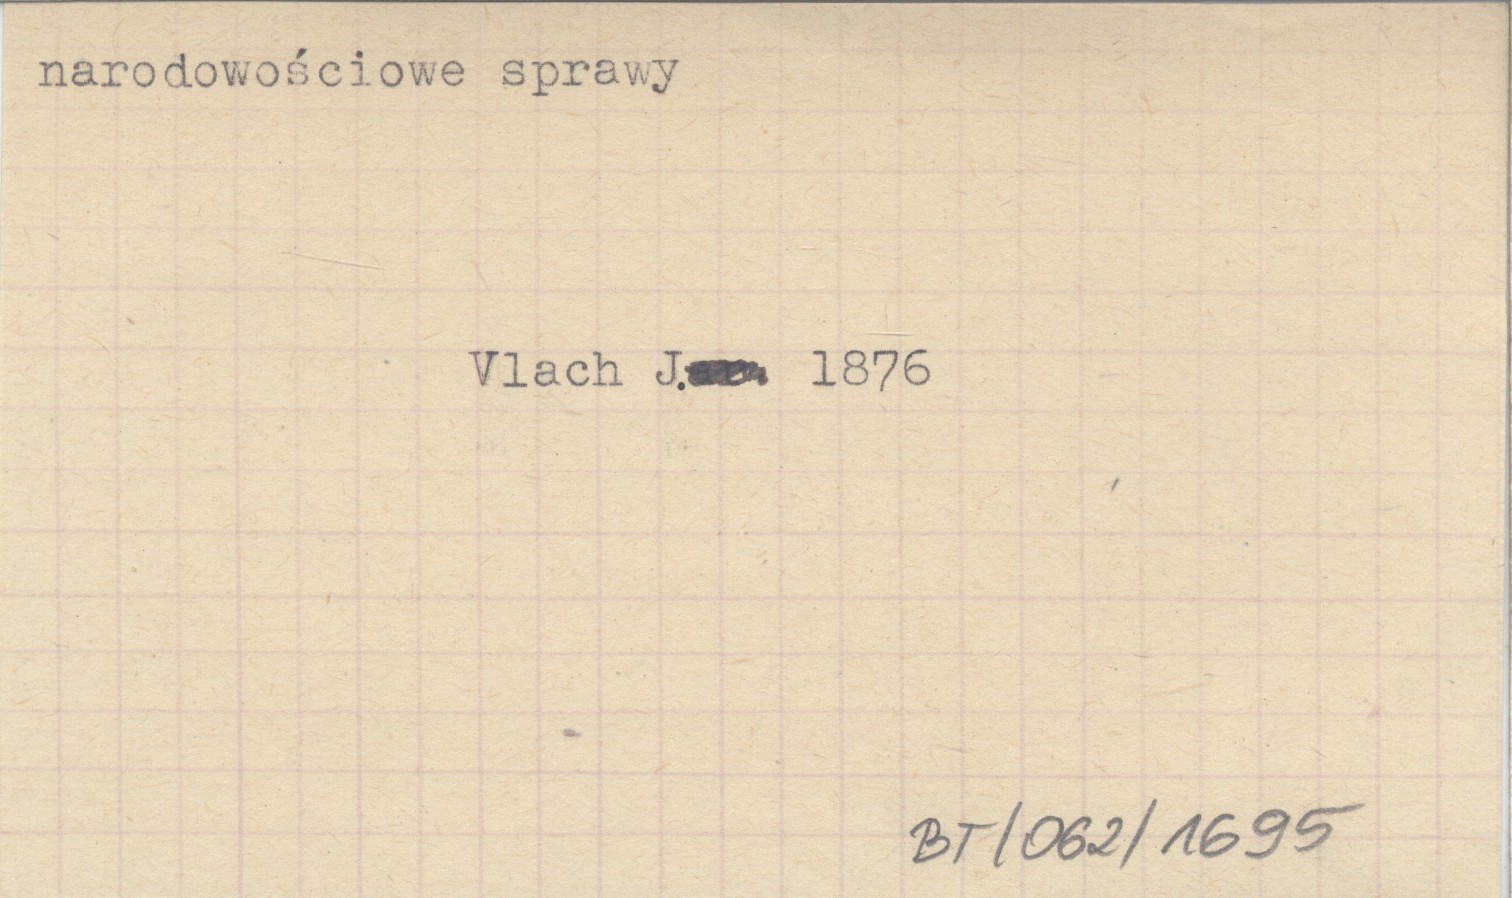 narodowościowe sprawy
Vlach J. 1876
BT/062/1695